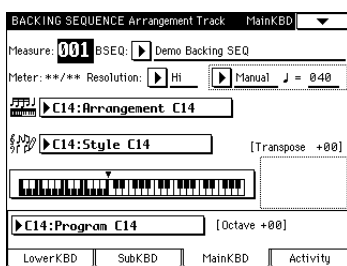 BACKING SEQUENCE Arrangement Track MainKBD
Measure: 001 BSEQ: Demo Backing SEQ
Meter: **/** Resolution: Hi Manual ♩ = 040
C14:Arrangement C14
C14:Style C14 [Transpose +00]
C14:Program C14 [Octave +00]
LowerKBD SubKBD MainKBD Activity